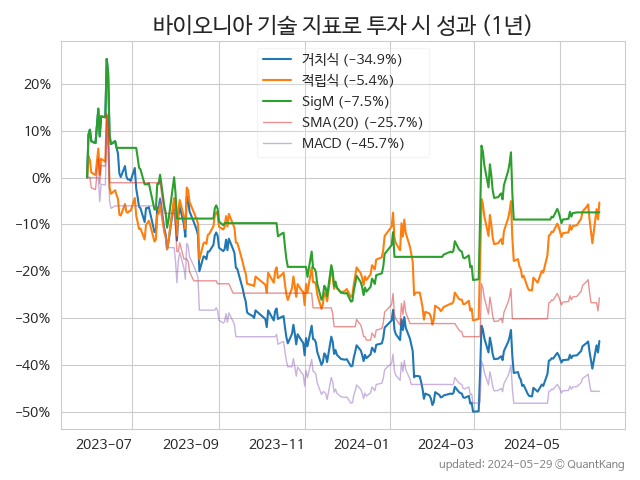 바이오니아 기술 지표로 투자 시 성과 (1년)
거치식 (−34.9%)
적립식 (−5.4%)
SigM (−7.5%)
SMA(20) (−25.7%)
MACD (−45.7%)
20%
10%
0%
−10%
−20%
−30%
−40%
−50%
2023-07 2023-09 2023-11 2024-01 2024-03 2024-05
updated: 2024-05-29 © QuantKang